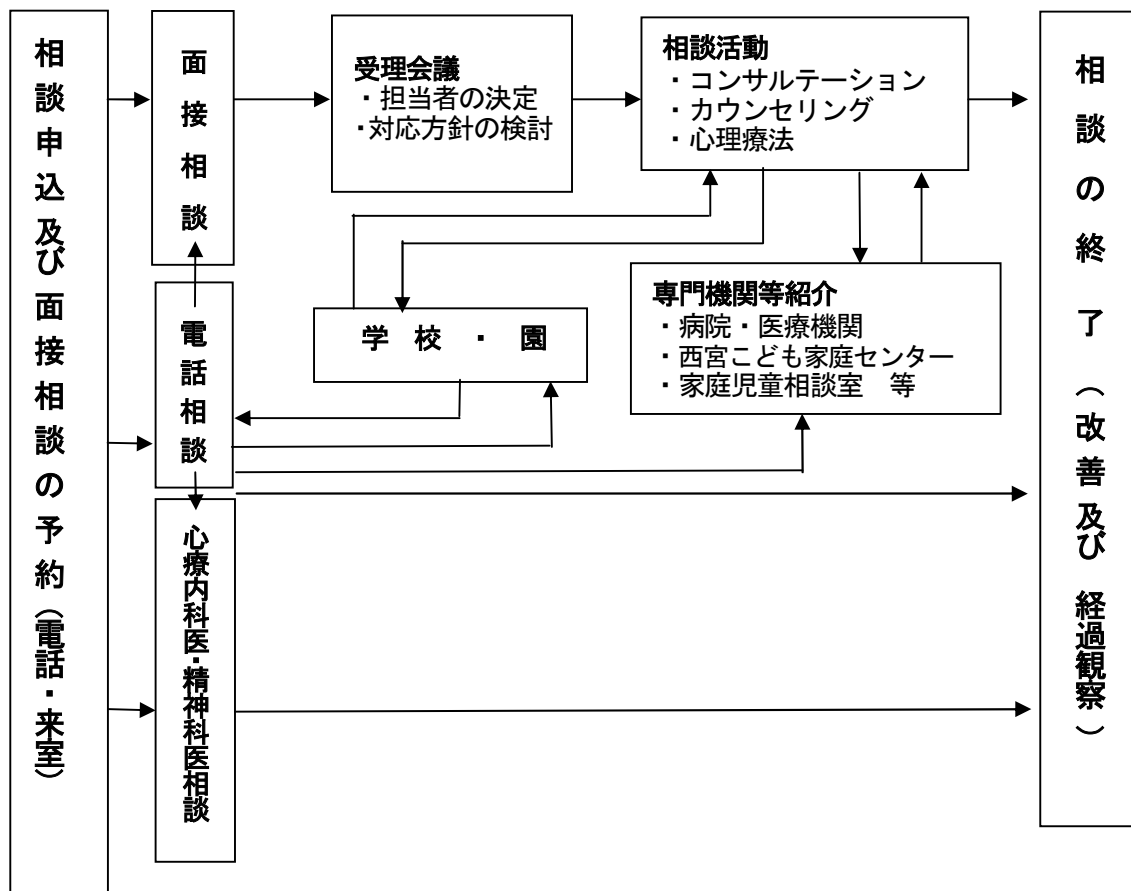 相談申込及び面接相談の予約（電話・来室）
面接相談
受理会議
・担当者の決定
・対応方針の検討
相談活動
・コンサルテーション
・カウンセリング
・心理療法
電話相談
学校・園
専門機関等紹介
・病院・医療機関
・西宮こども家庭センター
・家庭児童相談室　等
心療内科医・精神科医相談
相談の終了（改善及び経過観察）